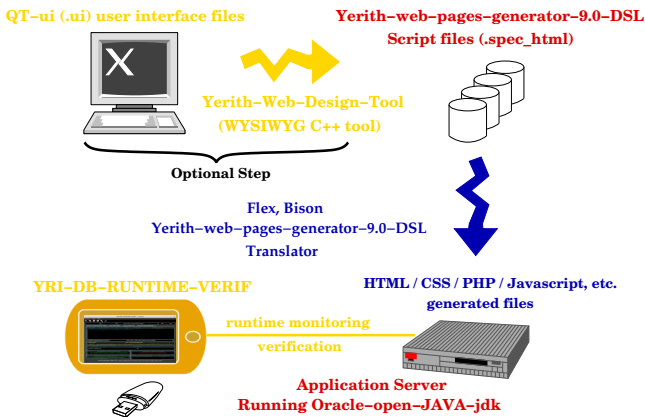 QT-ui (.ui) user interface files
Yerith-web-pages-generator-9.0-DSL
Script files (.spec_html)
X
Yerith-Web-Design-Tool
(WYSIWYG C++ tool)
Optional Step
Flex, Bison
Yerith-web-pages-generator-9.0-DSL
Translator
HTML / CSS / PHP / Javascript, etc.
generated files
YRI-DB-RUNTIME-VERIF
runtime monitoring
verification
Application Server
Running Oracle-open-JAVA-jdk